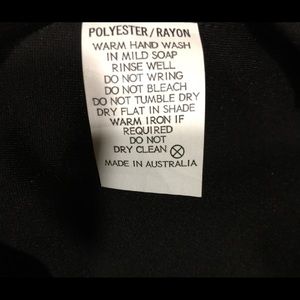 POLYESTER/RAYON
WARM HAND WASH
IN MILD SOAP
RINSE WELL
DO NOT WRING
DO NOT BLEACH
DO NOT TUMBLE DRY
DRY FLAT IN SHADE
WARM IRON IF
REQUIRED
DO NOT
DRY CLEAN
MADE IN AUSTRALIA